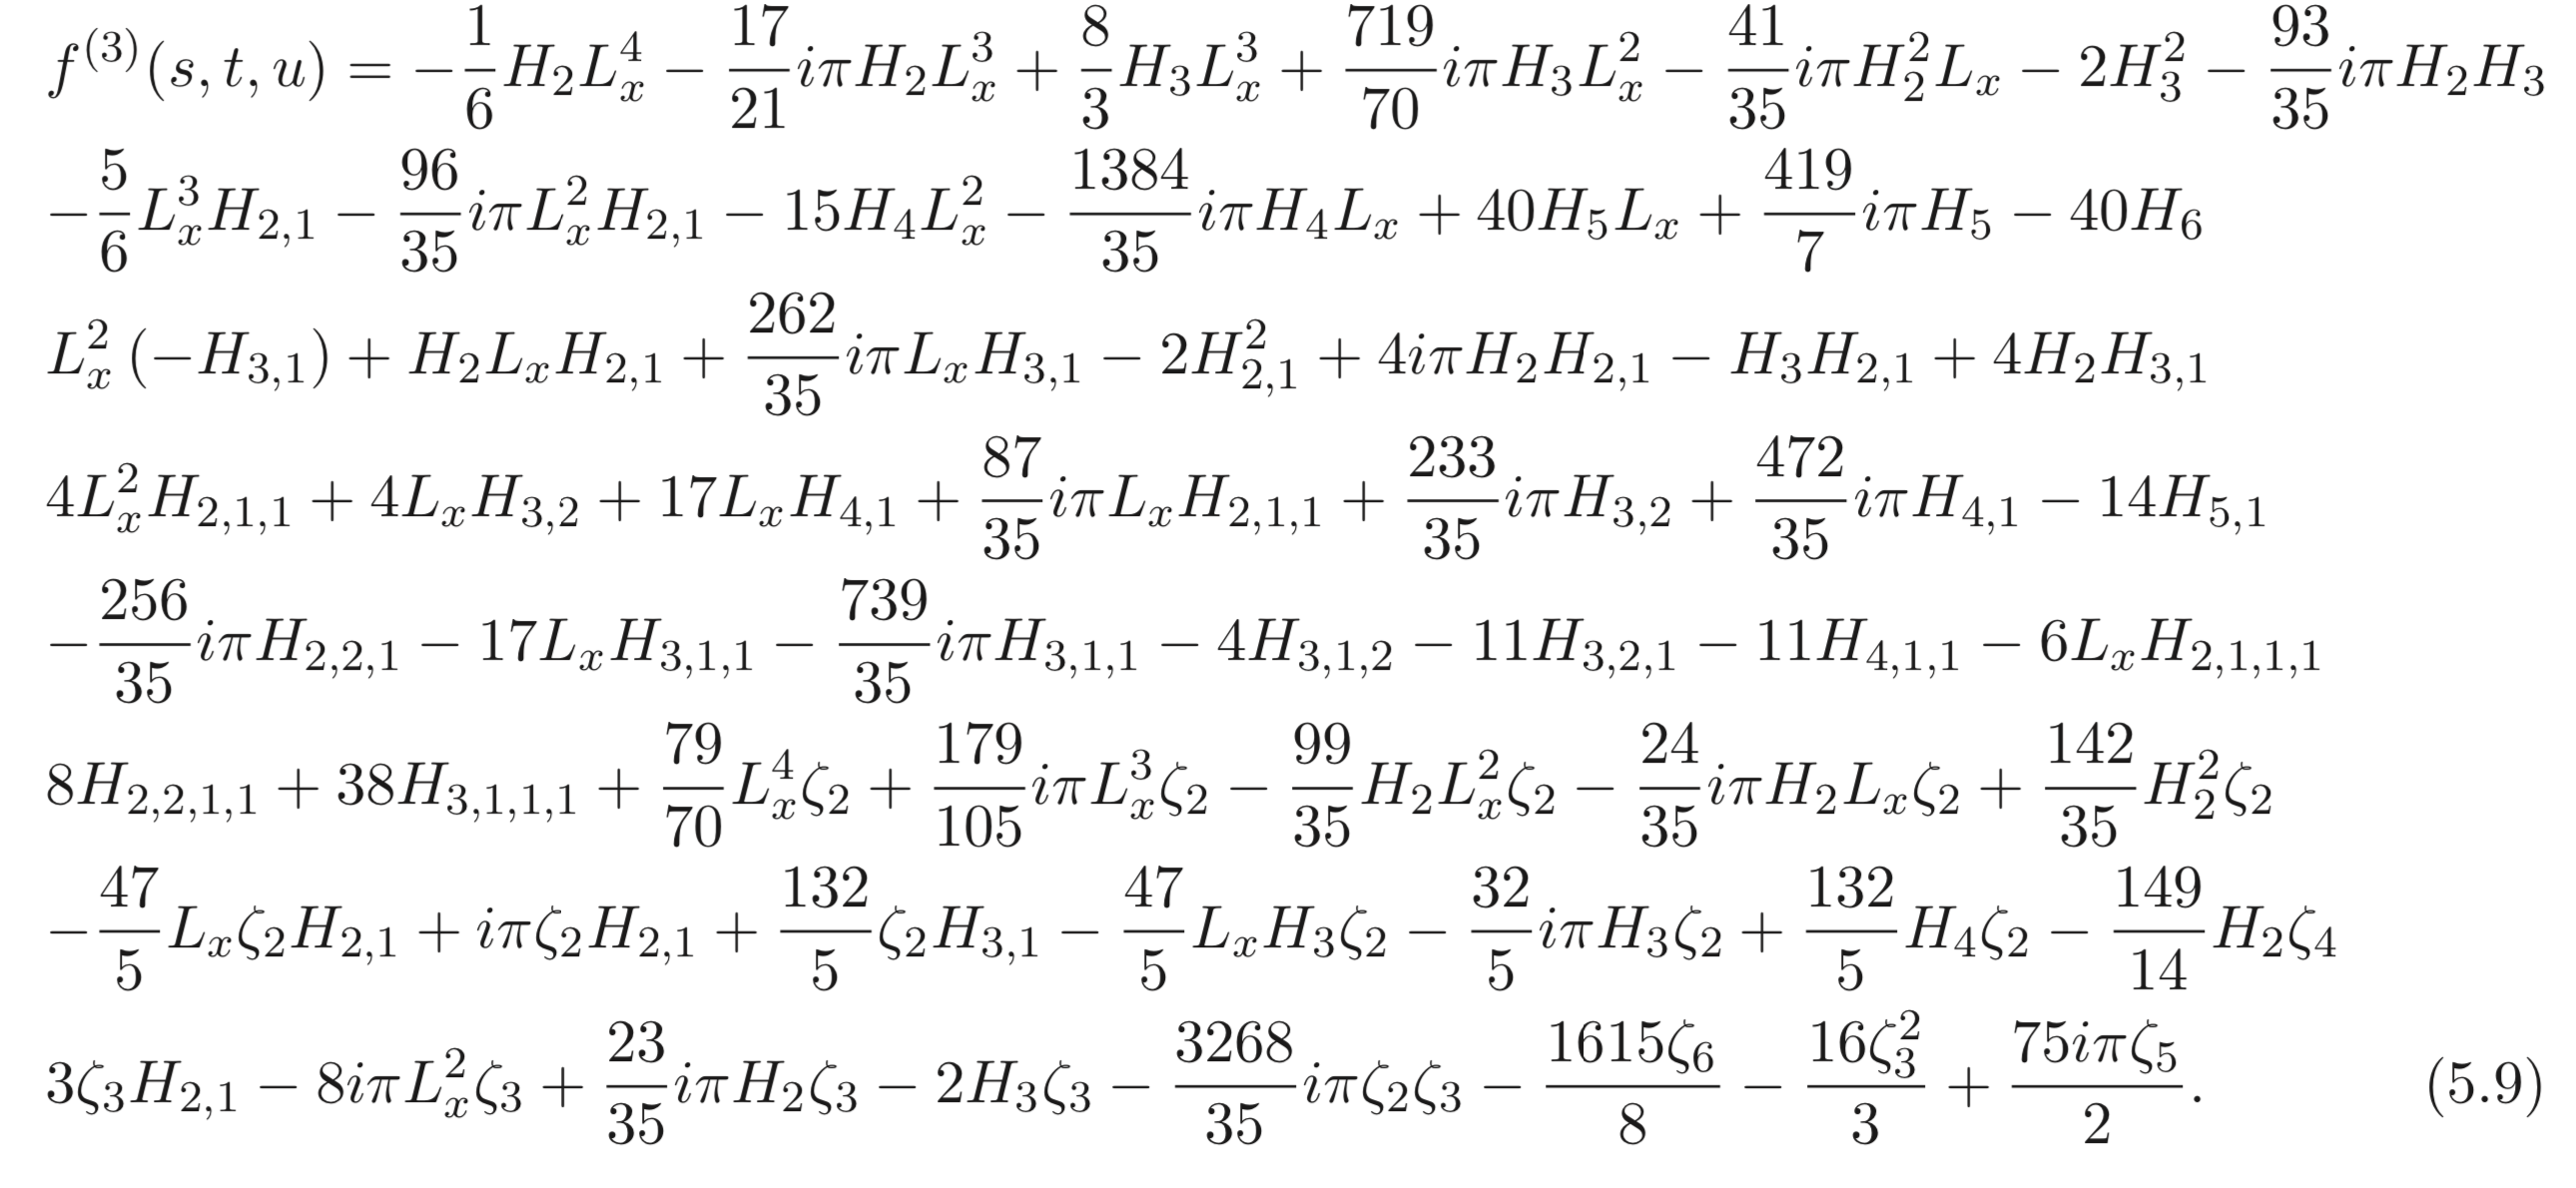 f^{(3)}(s,t,u) = -\frac{1}{6}H_2L_x^4 - \frac{17}{21}i\pi H_2L_x^3 + \frac{8}{3}H_3L_x^3 + \frac{719}{70}i\pi H_3L_x^2 - \frac{41}{35}i\pi H_2^2L_x - 2H_3^2 - \frac{93}{35}i\pi H_2H_3
-\frac{5}{6}L_x^3H_{2,1} - \frac{96}{35}i\pi L_x^2H_{2,1} - 15H_4L_x^2 - \frac{1384}{35}i\pi H_4L_x + 40H_5L_x + \frac{419}{7}i\pi H_5 - 40H_6
L_x^2(-H_{3,1}) + H_2L_xH_{2,1} + \frac{262}{35}i\pi L_xH_{3,1} - 2H_{2,1}^2 + 4i\pi H_2H_{2,1} - H_3H_{2,1} + 4H_2H_{3,1}
4L_x^2H_{2,1,1} + 4L_xH_{3,2} + 17L_xH_{4,1} + \frac{87}{35}i\pi L_xH_{2,1,1} + \frac{233}{35}i\pi H_{3,2} + \frac{472}{35}i\pi H_{4,1} - 14H_{5,1}
-\frac{256}{35}i\pi H_{2,2,1} - 17L_xH_{3,1,1} - \frac{739}{35}i\pi H_{3,1,1} - 4H_{3,1,2} - 11H_{3,2,1} - 11H_{4,1,1} - 6L_xH_{2,1,1,1}
8H_{2,2,1,1} + 38H_{3,1,1,1} + \frac{79}{70}L_x^4\zeta_2 + \frac{179}{105}i\pi L_x^3\zeta_2 - \frac{99}{35}H_2L_x^2\zeta_2 - \frac{24}{35}i\pi H_2L_x\zeta_2 + \frac{142}{35}H_2^2\zeta_2
-\frac{47}{5}L_x\zeta_2H_{2,1} + i\pi\zeta_2H_{2,1} + \frac{132}{5}\zeta_2H_{3,1} - \frac{47}{5}L_xH_3\zeta_2 - \frac{32}{5}i\pi H_3\zeta_2 + \frac{132}{5}H_4\zeta_2 - \frac{149}{14}H_2\zeta_4
3\zeta_3H_{2,1} - 8i\pi L_x^2\zeta_3 + \frac{23}{35}i\pi H_2\zeta_3 - 2H_3\zeta_3 - \frac{3268}{35}i\pi\zeta_2\zeta_3 - \frac{1615\zeta_6}{8} - \frac{16\zeta_3^2}{3} + \frac{75i\pi\zeta_5}{2}. (5.9)